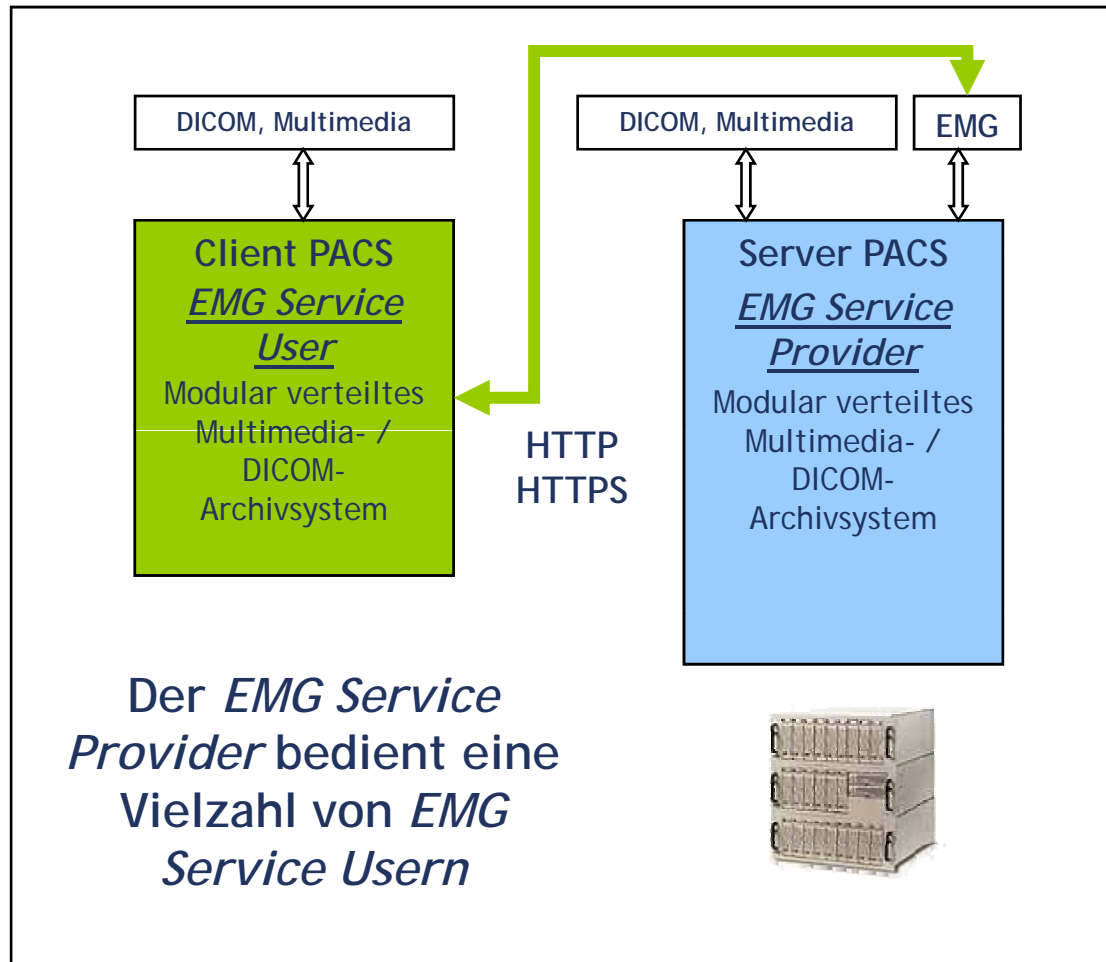 DICOM, Multimedia
DICOM, Multimedia
EMG
Client PACS
EMG Service
User
Modular verteiltes
Multimedia- /
DICOM-
Archivsystem
HTTP
HTTPS
Server PACS
EMG Service
Provider
Modular verteiltes
Multimedia- /
DICOM-
Archivsystem
Der EMG Service
Provider bedient eine
Vielzahl von EMG
Service Usern